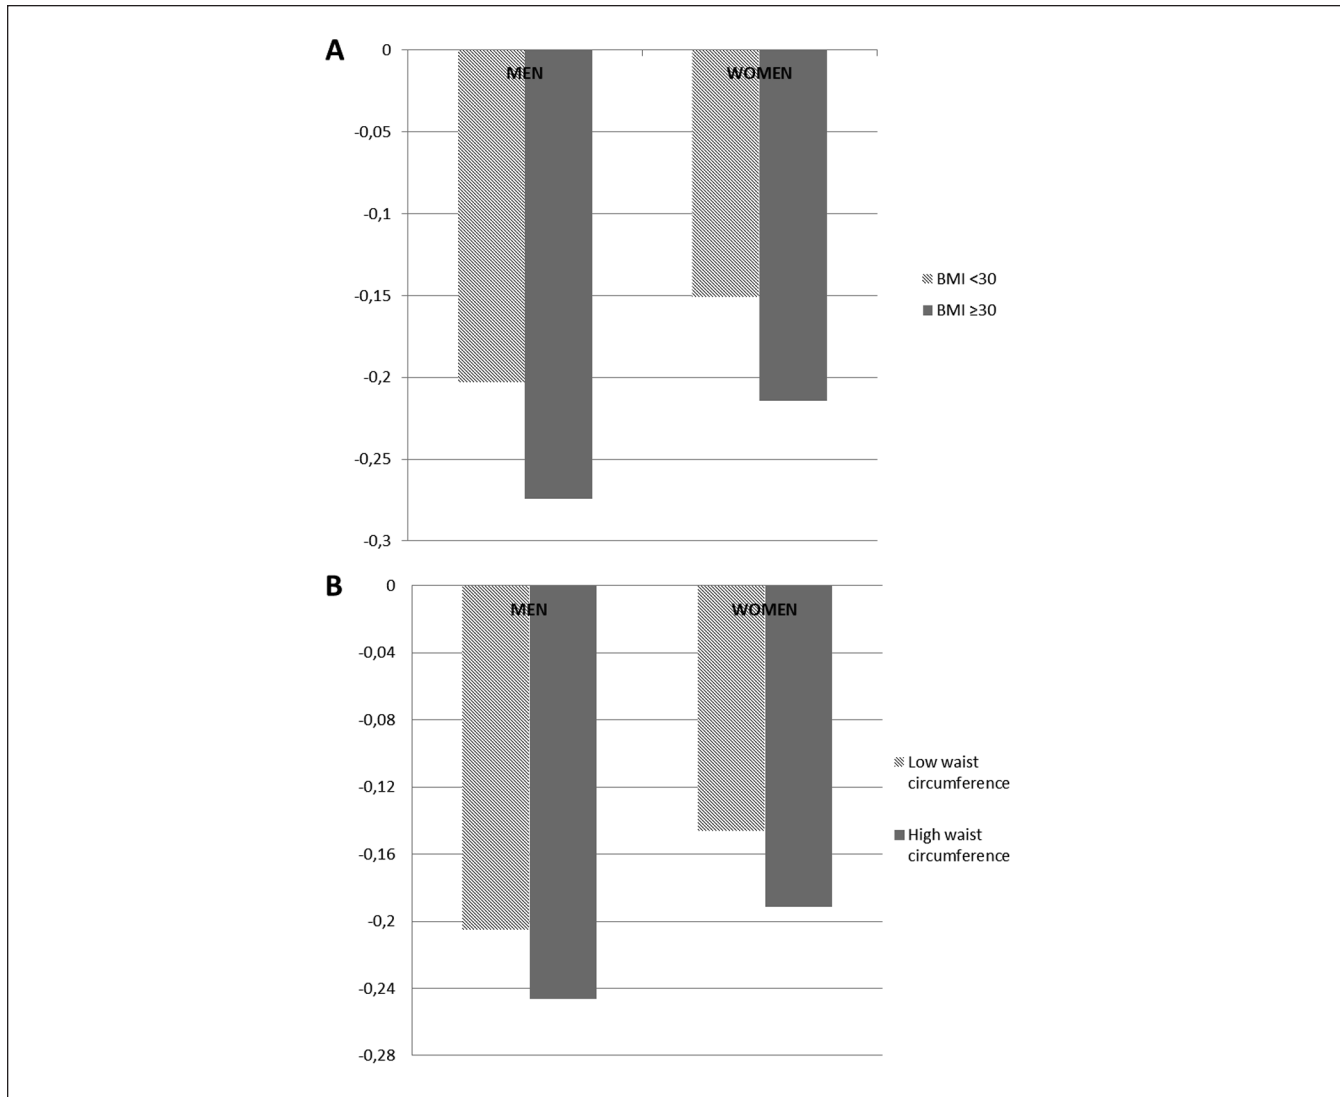 A
0
MEN
WOMEN
-0,05
-0,1
-0,15
-0,2
-0,25
-0,3
BMI <30
BMI ≥30
B
0
MEN
WOMEN
-0,04
-0,08
-0,12
-0,16
-0,2
-0,24
-0,28
Low waist
circumference
High waist
circumference